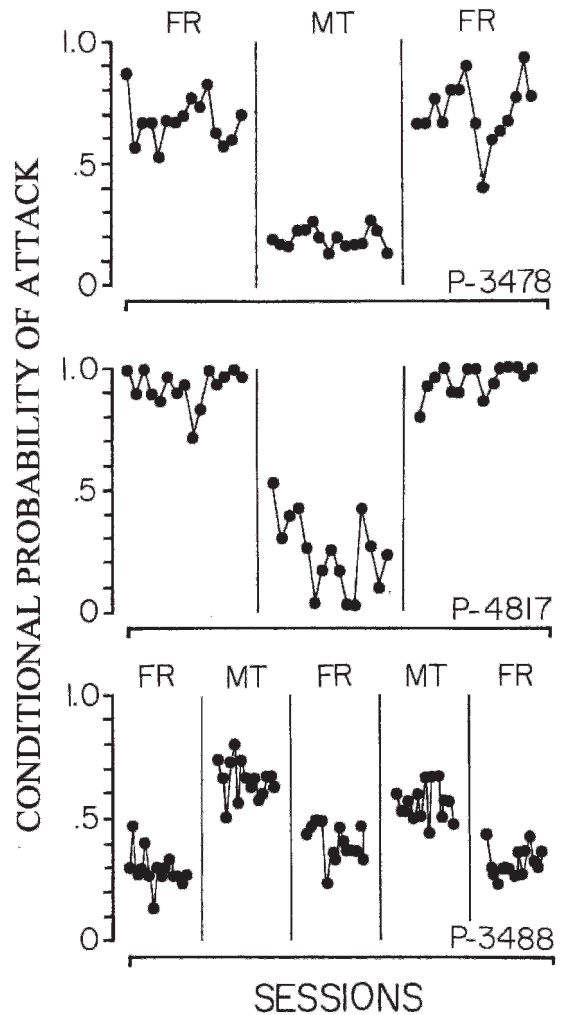 FR MT FR
1.0
.5
0
P-3478
1.0
.5
0
P-4817
FR MT FR MT FR
1.0
.5
0
P-3488
CONDITIONAL PROBABILITY OF ATTACK
SESSIONS